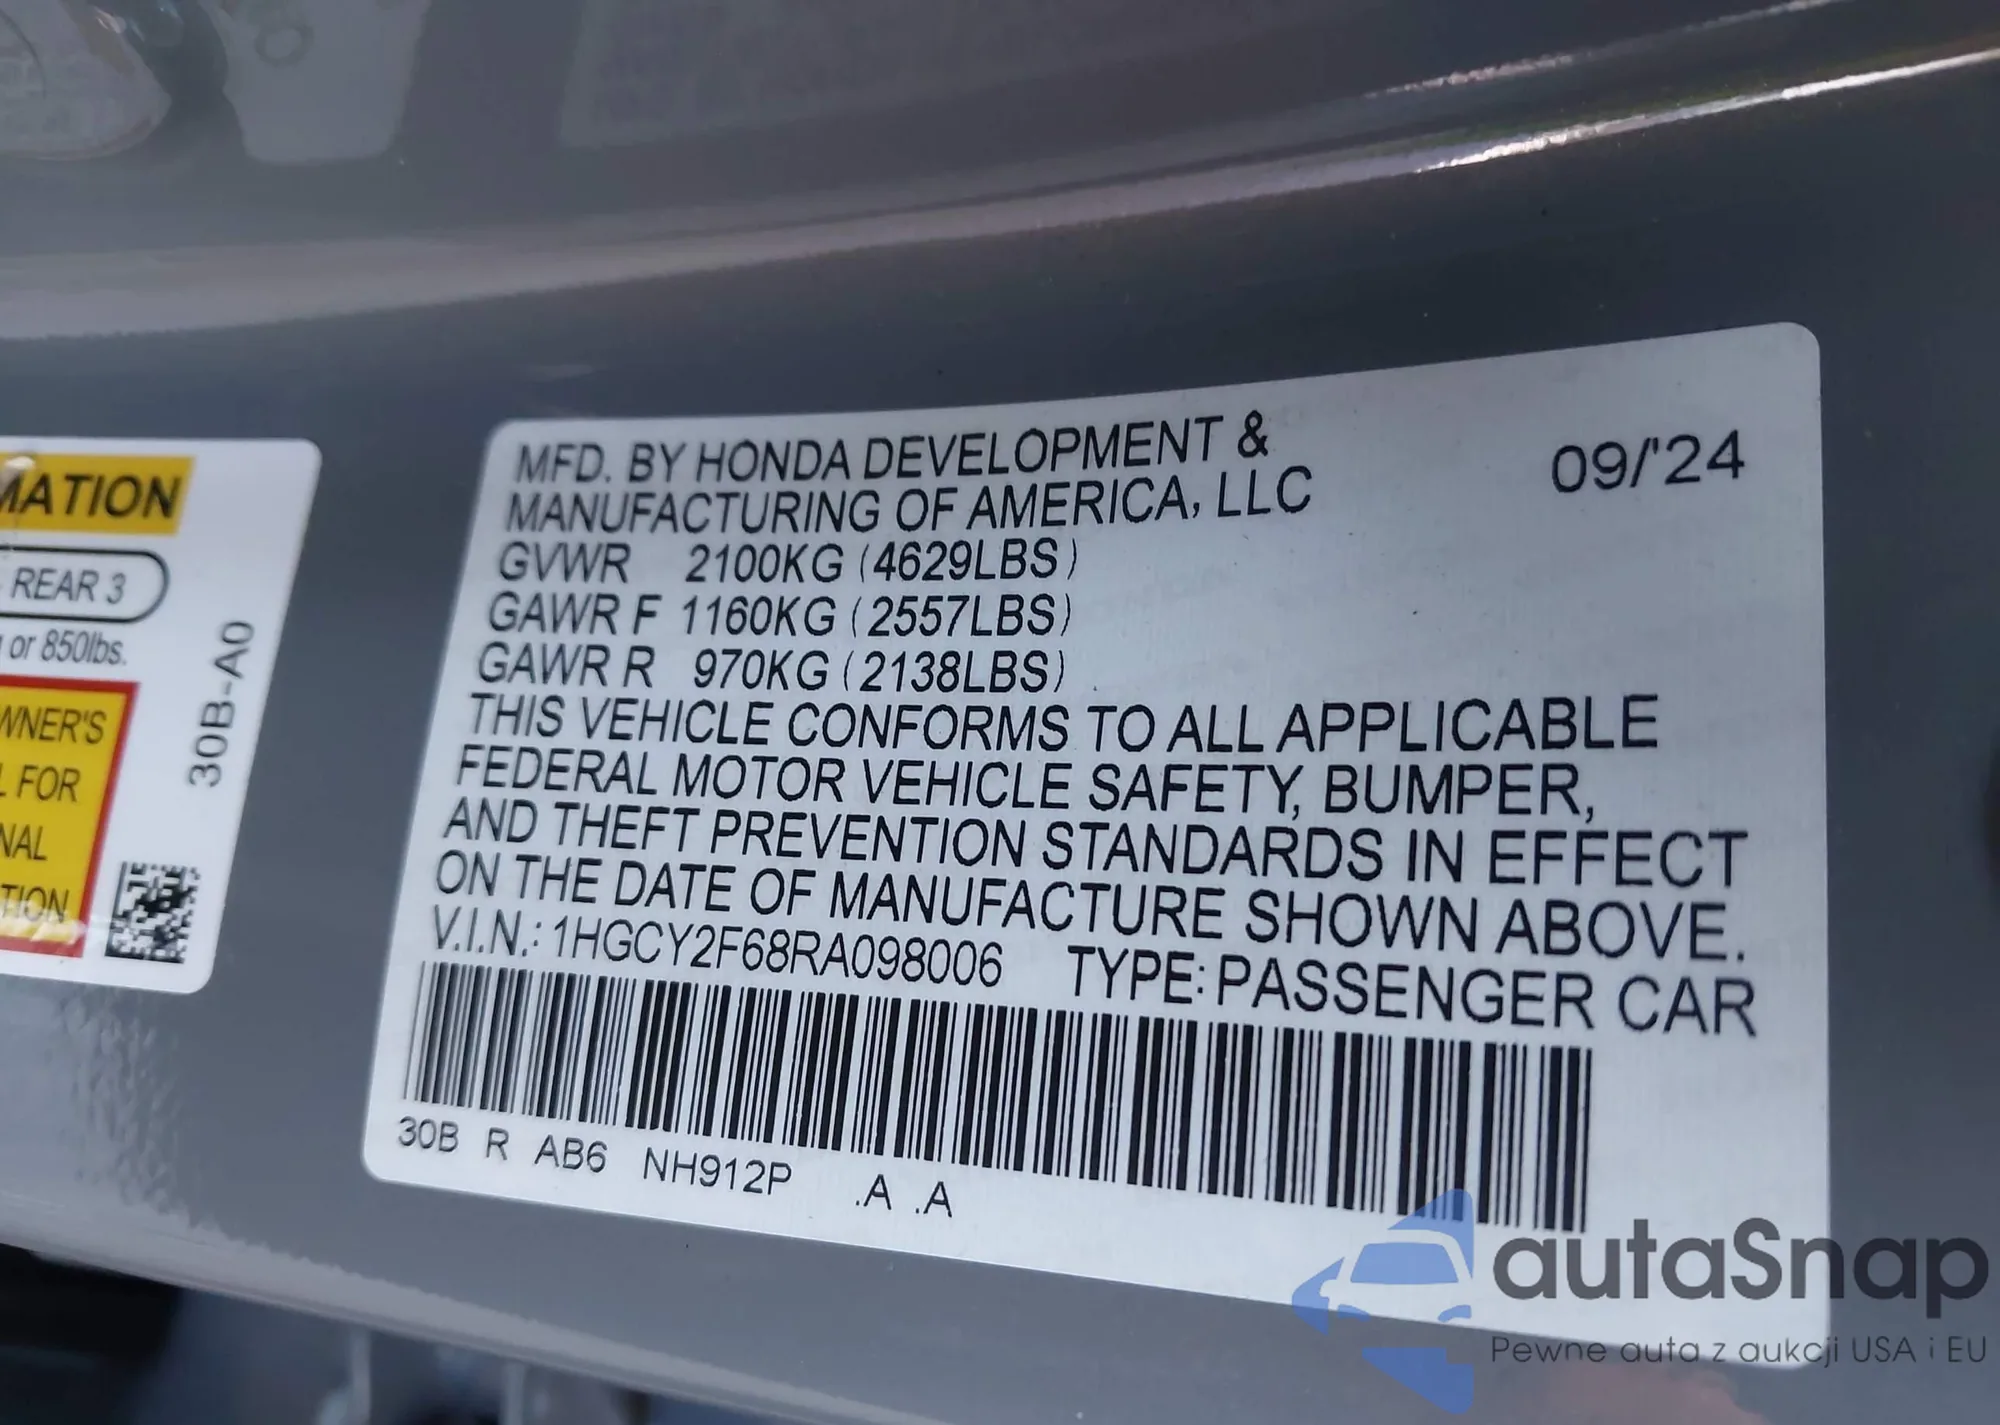 MATION
REAR 3
or 850lbs.
WNER'S
L FOR
NAL
TION
30B-A0
MFD. BY HONDA DEVELOPMENT &
MANUFACTURING OF AMERICA, LLC
09/'24
GVWR 2100KG (4629LBS)
GAWR F 1160KG (2557LBS)
GAWR R 970KG (2138LBS)
THIS VEHICLE CONFORMS TO ALL APPLICABLE
FEDERAL MOTOR VEHICLE SAFETY, BUMPER,
AND THEFT PREVENTION STANDARDS IN EFFECT
ON THE DATE OF MANUFACTURE SHOWN ABOVE.
V.I.N.: 1HGCY2F68RA098006 TYPE: PASSENGER CAR
30B R AB6 NH912P .A .A
autaSnap
Pewne auta z aukcji USA i EU